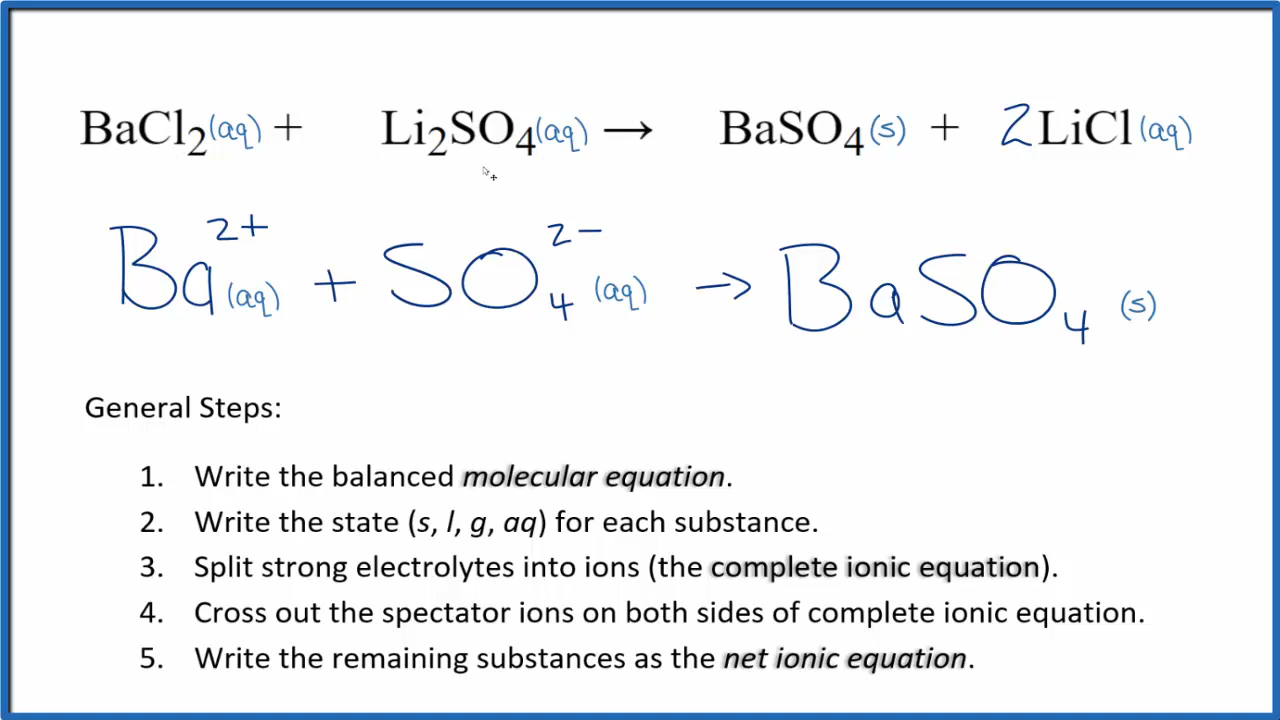 BaCl₂(aq) + Li₂SO₄(aq) → BaSO₄(s) + 2LiCl(aq)
Ba²⁺(aq) + SO₄²⁻(aq) → BaSO₄(s)
General Steps:
1. Write the balanced molecular equation.
2. Write the state (s, l, g, aq) for each substance.
3. Split strong electrolytes into ions (the complete ionic equation).
4. Cross out the spectator ions on both sides of complete ionic equation.
5. Write the remaining substances as the net ionic equation.